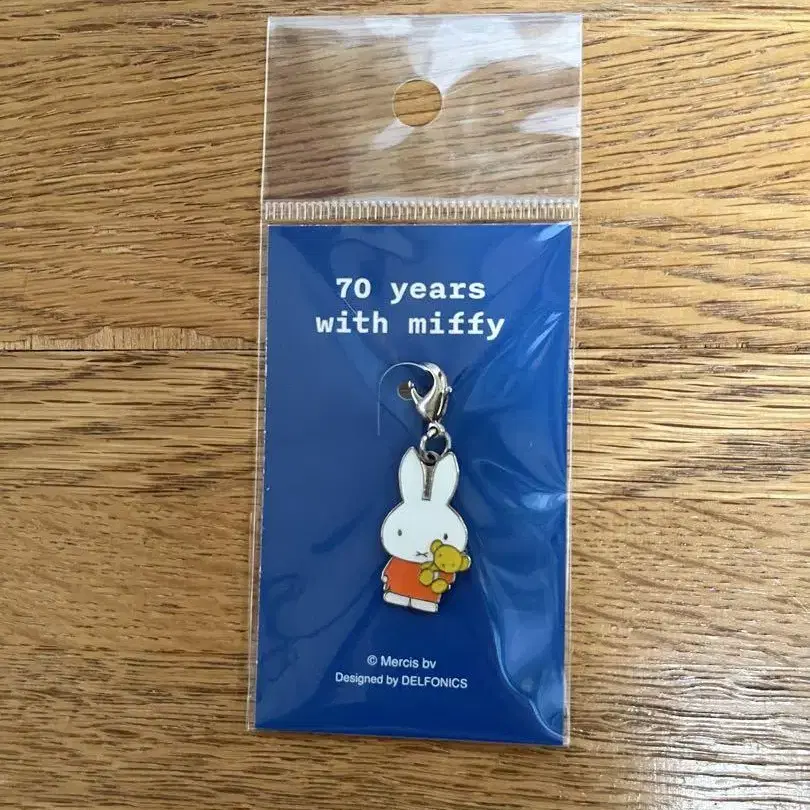 70 years
with miffy
© Mercis bv
Designed by DELFONICS